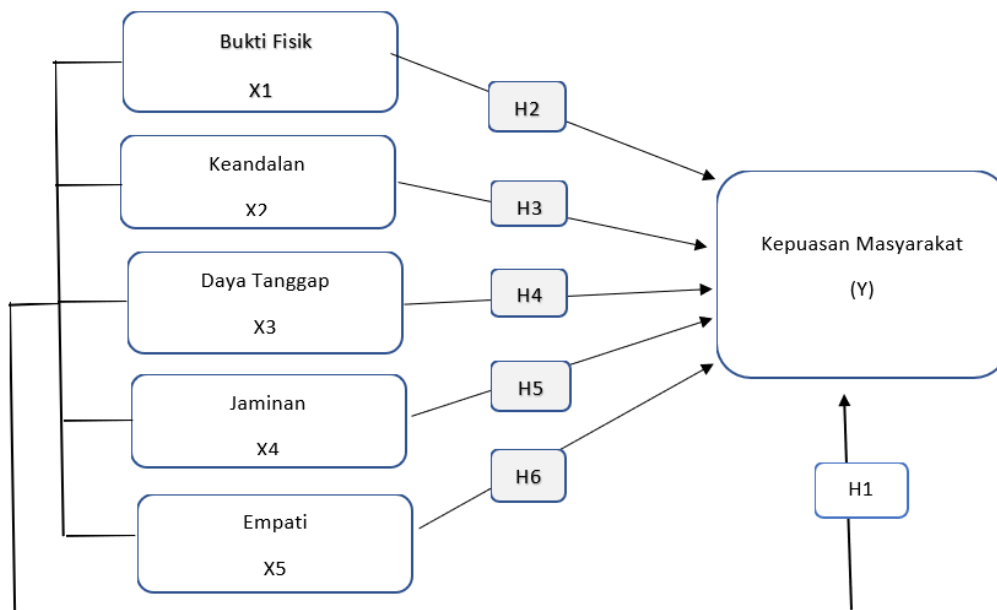 Bukti Fisik
X1
H2
Keandalan
X2
H3
Kepuasan Masyarakat
(Y)
Daya Tanggap
X3
H4
Jaminan
X4
H5
Empati
X5
H6
H1